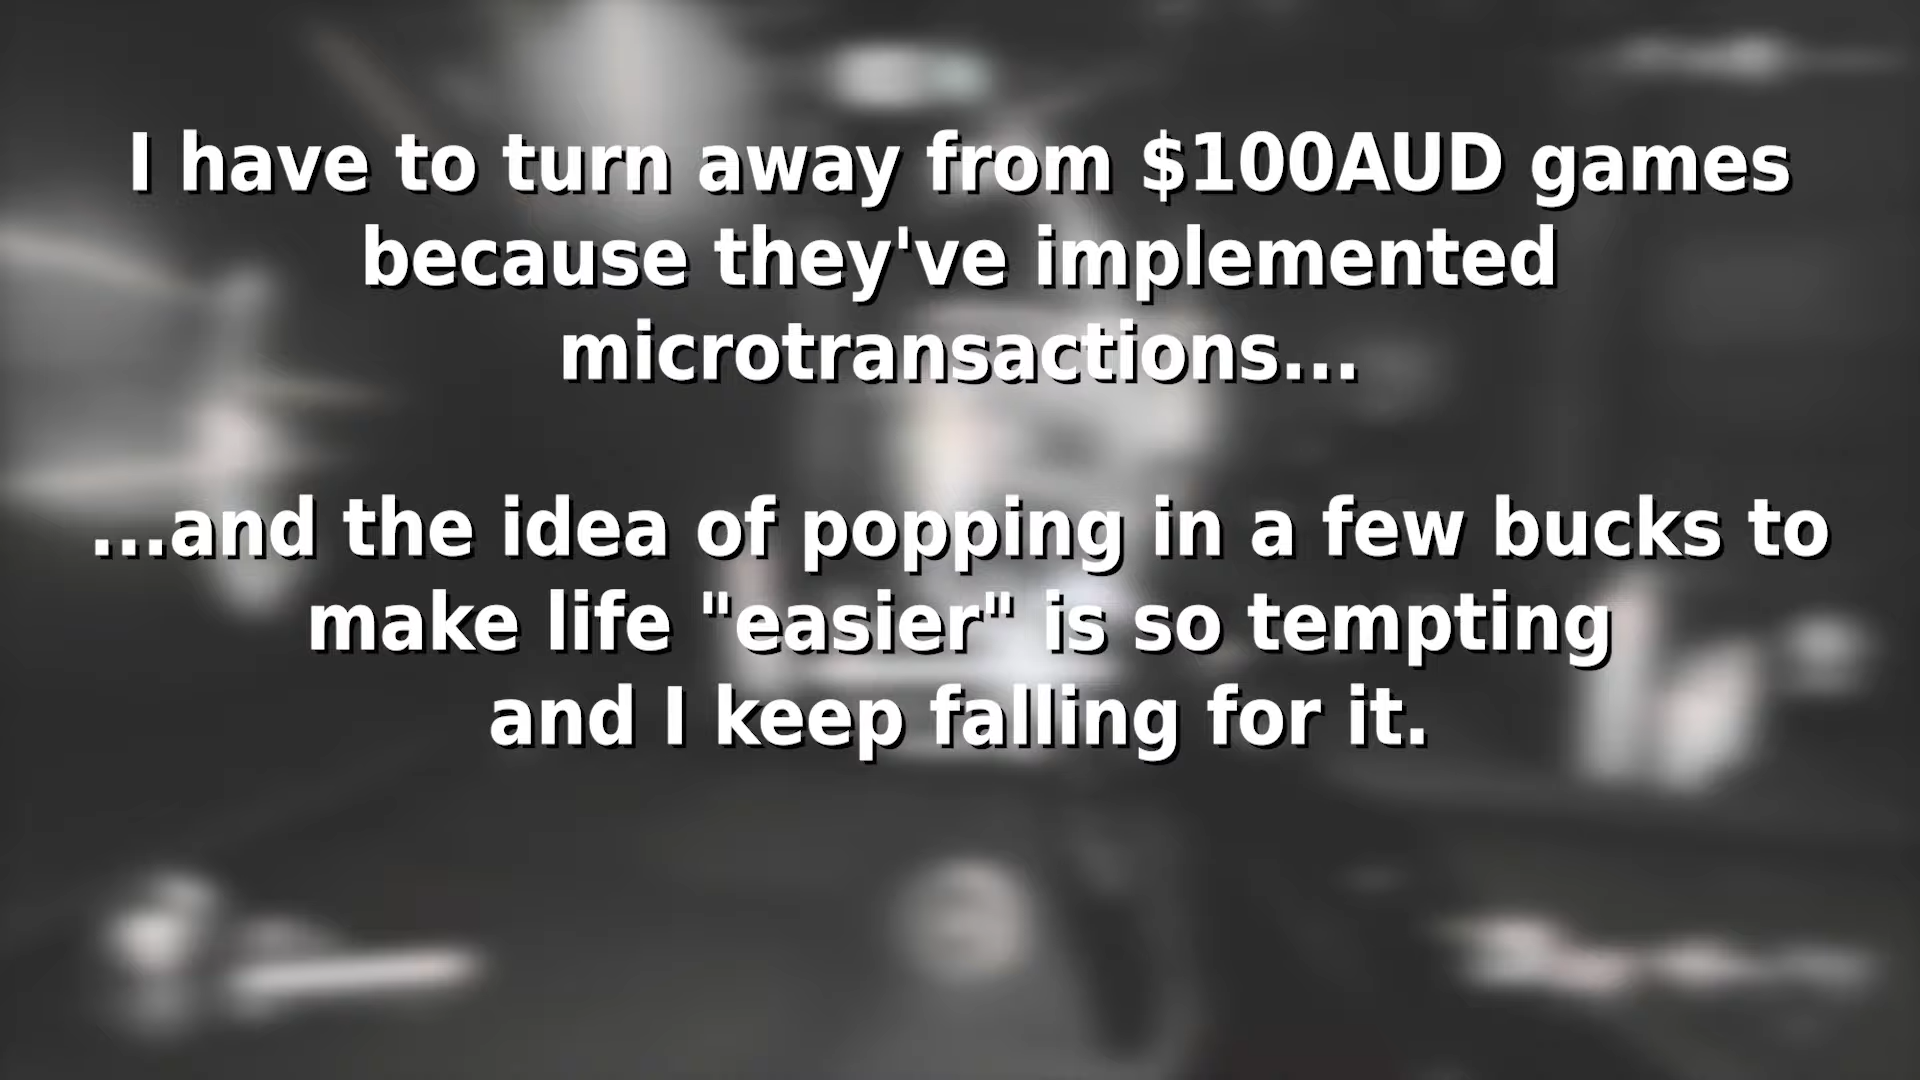 I have to turn away from $100AUD games
because they've implemented
microtransactions...
...and the idea of popping in a few bucks to
make life "easier" is so tempting
and I keep falling for it.